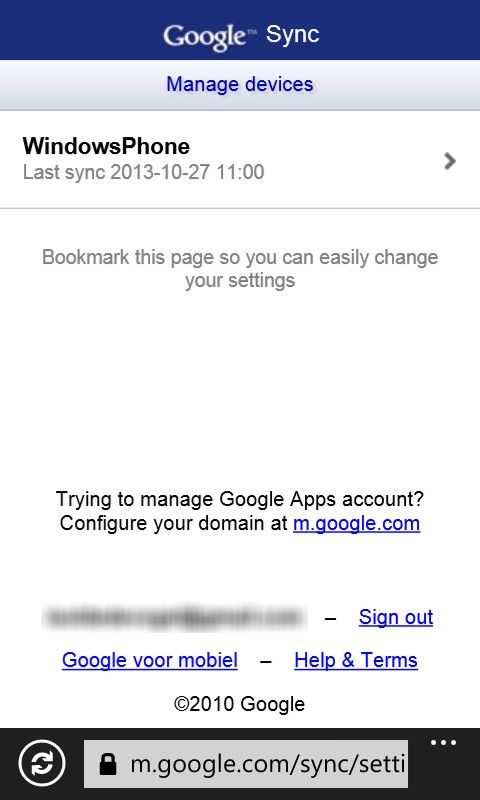 Google™ Sync
Manage devices
WindowsPhone
Last sync 2013-10-27 11:00
Bookmark this page so you can easily change
your settings
Trying to manage Google Apps account?
Configure your domain at m.google.com
– Sign out
Google voor mobiel – Help & Terms
©2010 Google
m.google.com/sync/setti